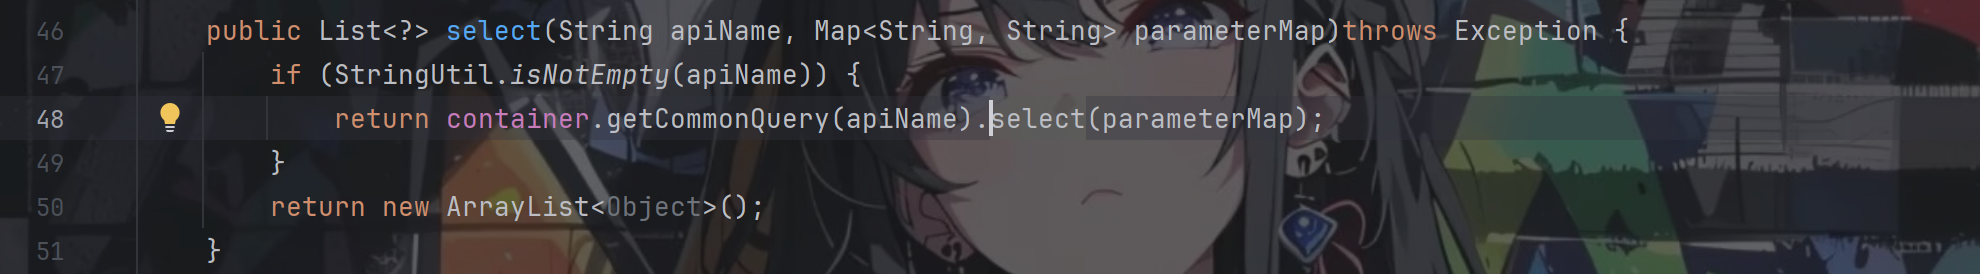 46 public List<?> select(String apiName, Map<String, String> parameterMap)throws Exception {
47 if (StringUtil.isNotEmpty(apiName)) {
48 return container.getCommonQuery(apiName).select(parameterMap);
49 }
50 return new ArrayList<Object>();
51 }